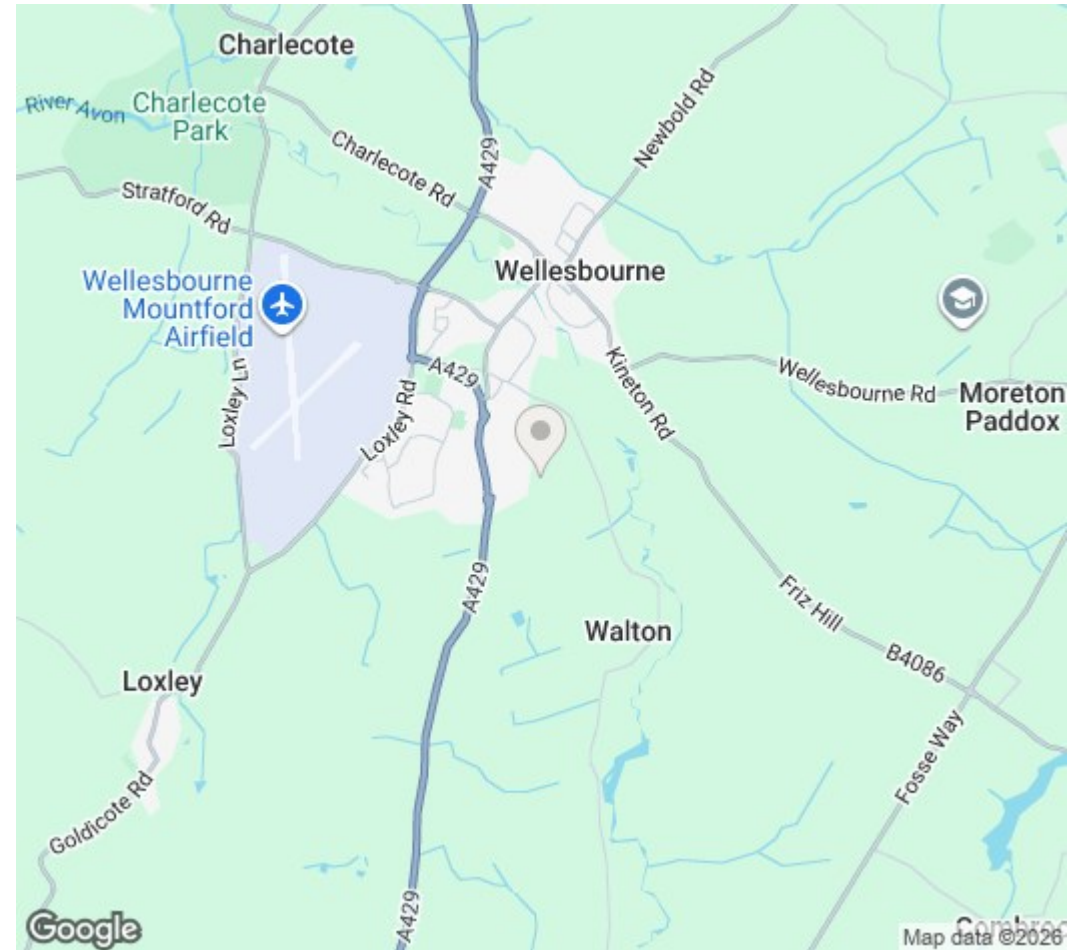 Charlecote
River Avon
Charlecote
Park
Charlecote Rd
A429
Newbold Rd
Stratford Rd
Wellesbourne
Wellesbourne
Mountford
Airfield
Loxley Ln
A429
Loxley Rd
Kineton Rd
Wellesbourne Rd
Moreton
Paddox
A429
Friz Hill
Walton
B4086
Loxley
Fosse Way
Goldicote Rd
A429
Google
Map data ©2026